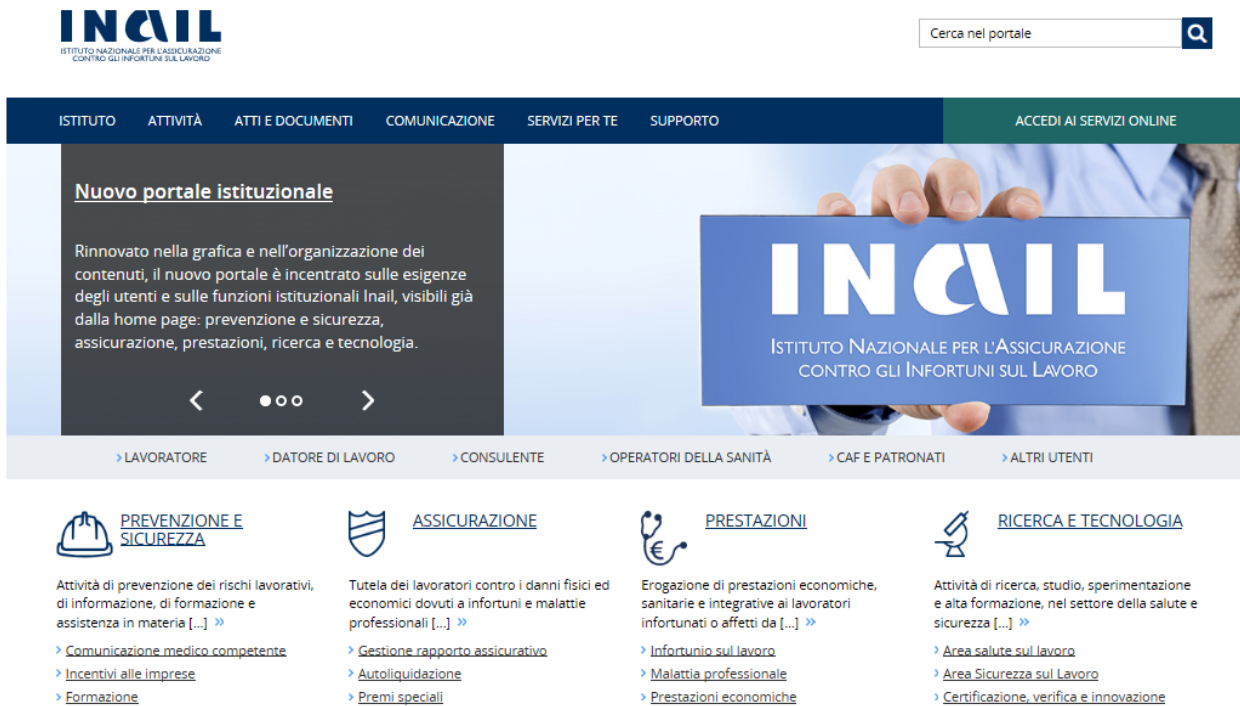 INAIL
ISTITUTO NAZIONALE PER L'ASSICURAZIONE
CONTRO GLI INFORTUNI SUL LAVORO
Cerca nel portale
ISTITUTO
ATTIVITÀ
ATTI E DOCUMENTI
COMUNICAZIONE
SERVIZI PER TE
SUPPORTO
ACCEDI AI SERVIZI ONLINE
Nuovo portale istituzionale
Rinnovato nella grafica e nell'organizzazione dei
contenuti, il nuovo portale è incentrato sulle esigenze
degli utenti e sulle funzioni istituzionali Inail, visibili già
dalla home page: prevenzione e sicurezza,
assicurazione, prestazioni, ricerca e tecnologia.
INAIL
ISTITUTO NAZIONALE PER L'ASSICURAZIONE
CONTRO GLI INFORTUNI SUL LAVORO
LAVORATORE
DATORE DI LAVORO
CONSULENTE
OPERATORI DELLA SANITÀ
CAF E PATRONATI
ALTRI UTENTI
PREVENZIONE E
SICUREZZA
Attività di prevenzione dei rischi lavorativi,
di informazione, di formazione e
assistenza in materia [...] »
Comunicazione medico competente
Incentivi alle imprese
Formazione
ASSICURAZIONE
Tutela dei lavoratori contro i danni fisici ed
economici dovuti a infortuni e malattie
professionali [...] »
Gestione rapporto assicurativo
Autoliquidazione
Premi speciali
€
PRESTAZIONI
Erogazione di prestazioni economiche,
sanitarie e integrative ai lavoratori
infortunati o affetti da [...] »
Infortunio sul lavoro
Malattia professionale
Prestazioni economiche
RICERCA E TECNOLOGIA
Attività di ricerca, studio, sperimentazione
e alta formazione, nel settore della salute e
sicurezza [...] »
Area salute sul lavoro
Area Sicurezza sul Lavoro
Certificazione, verifica e innovazione